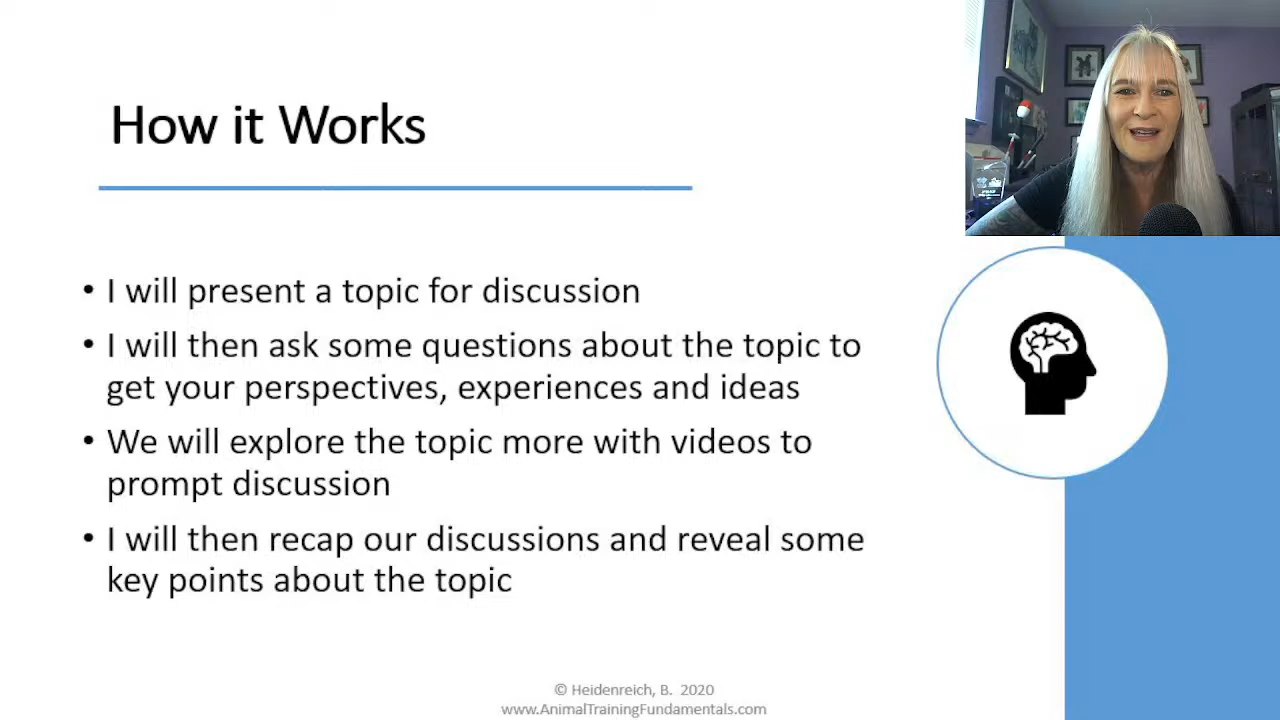 How it Works
• I will present a topic for discussion
• I will then ask some questions about the topic to
get your perspectives, experiences and ideas
• We will explore the topic more with videos to
prompt discussion
• I will then recap our discussions and reveal some
key points about the topic
© Heidenreich, B. 2020
www.AnimalTrainingFundamentals.com